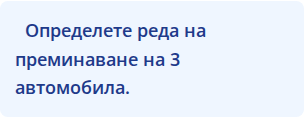 Определете реда на
преминаване на 3
автомобила.